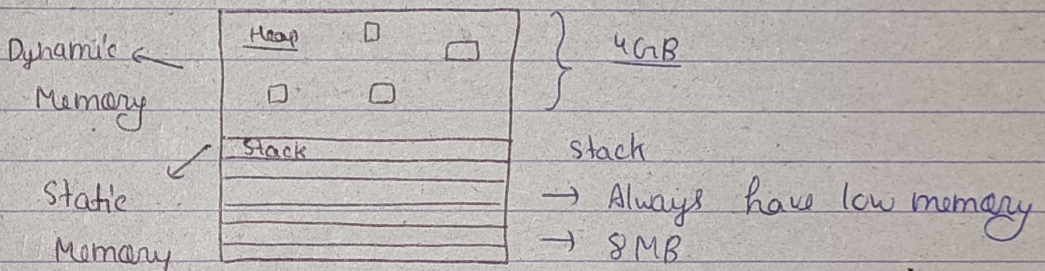 Dynamic
Memory
Heap
4GB
Stack
Static
Memory
stack
→ Always have low memory
→ 8MB